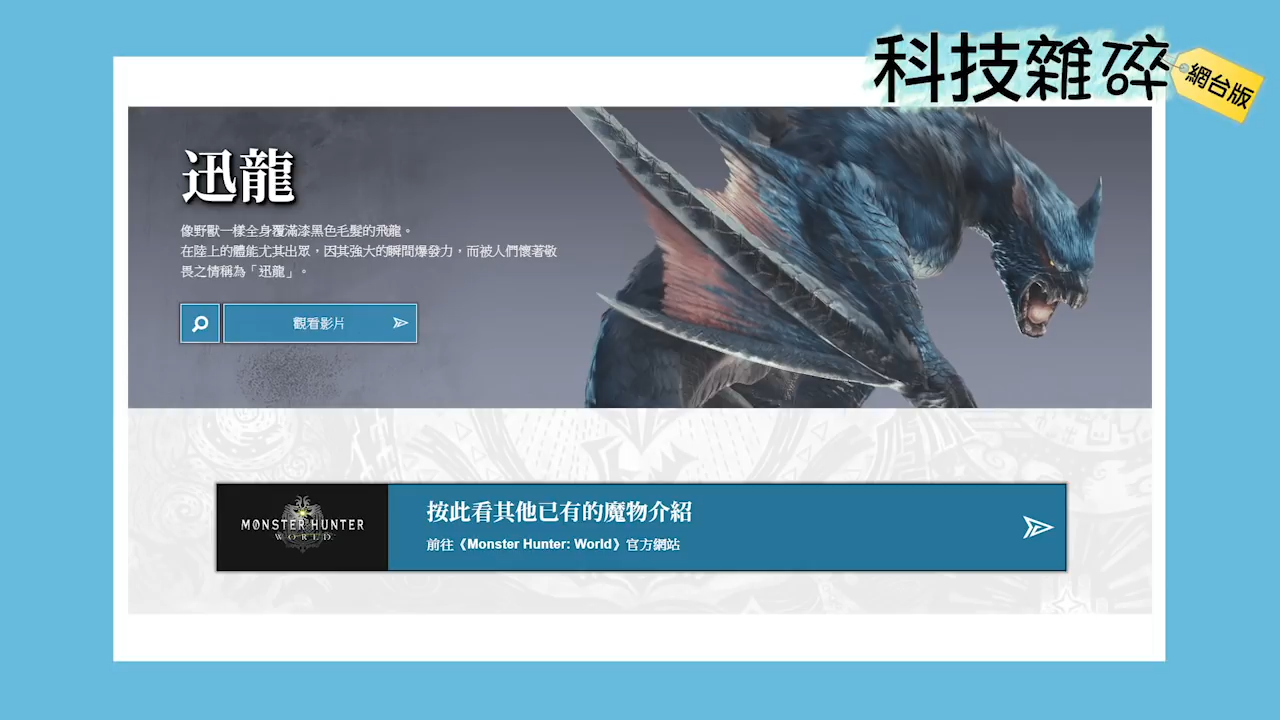 科技雜碎
網台版
迅龍
像野獸一樣全身覆滿漆黑色毛髮的飛龍。
在陸上的體能尤其出眾，因其強大的瞬間爆發力，而被人們懷著敬
畏之情稱為「迅龍」。
觀看影片
MONSTER HUNTER
WORLD
按此看其他已有的魔物介紹
前往《Monster Hunter: World》官方網站